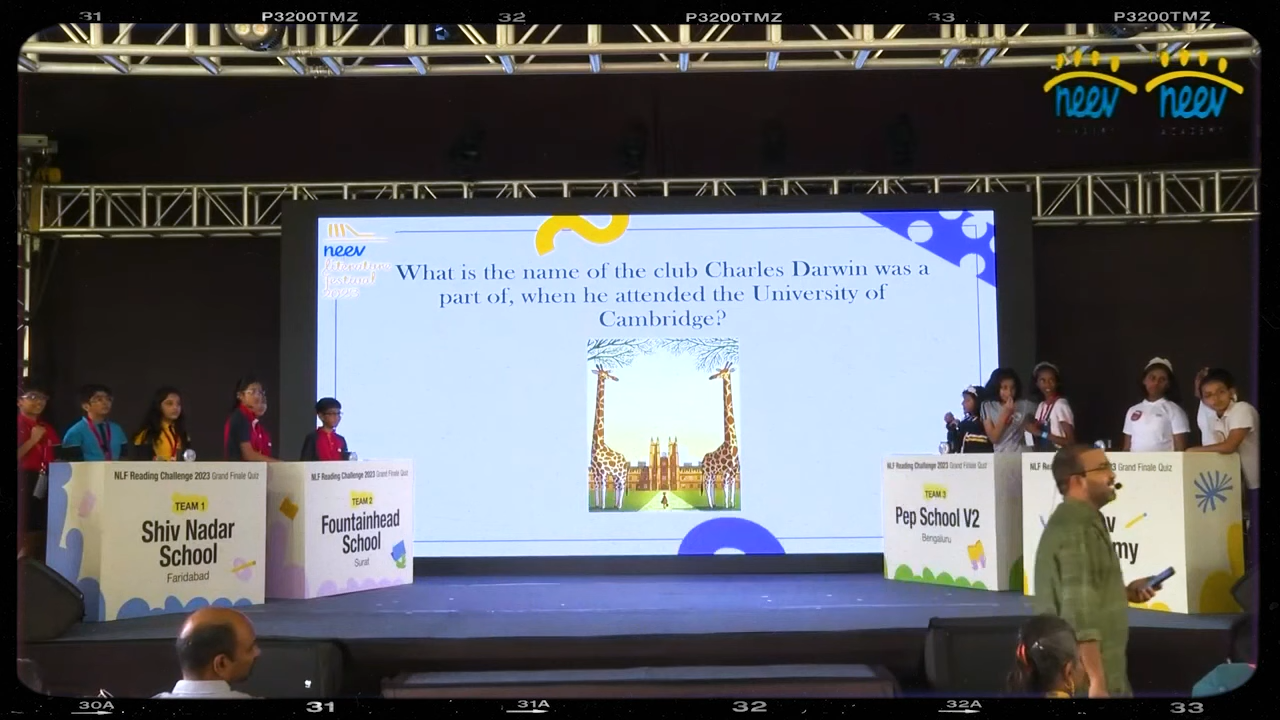 31 P3200TMZ 32 P3200TMZ 33 P3200TMZ
neev neev
ACADEMY
neev
literature
festival
What is the name of the club Charles Darwin was a
part of, when he attended the University of
Cambridge?
NLF Reading Challenge 2023 Grand Finale Quiz
TEAM 1
Shiv Nadar
School
Faridabad
NLF Reading Challenge 2023 Grand Finale Quiz
TEAM 2
Fountainhead
School
Surat
NLF Reading Challenge 2023 Grand Finale Quiz
TEAM 3
Pep School V2
Bengaluru
Grand Finale Quiz
30A 31 31A 32 32A 33